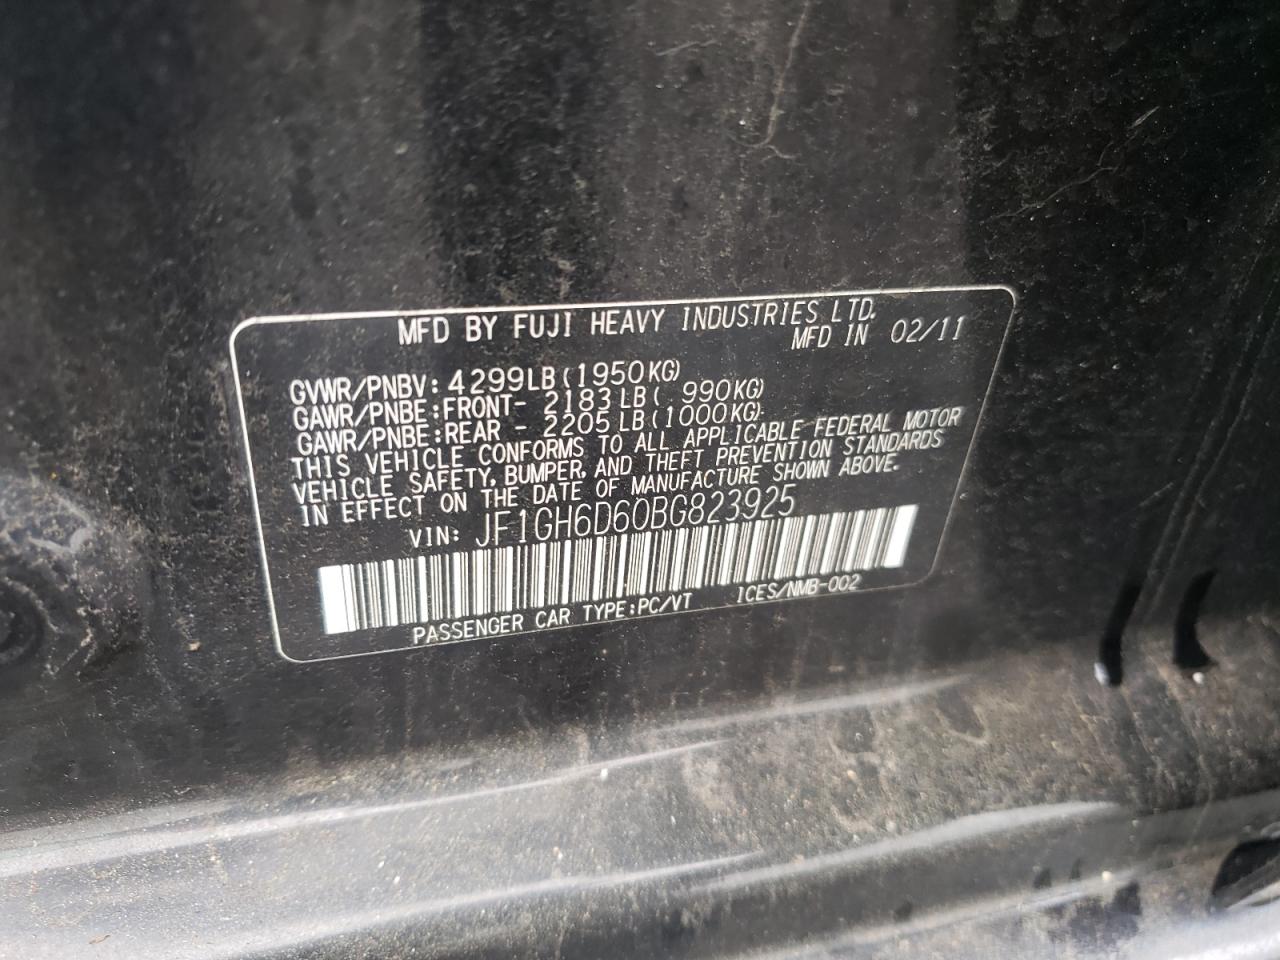 MFD BY FUJI HEAVY INDUSTRIES LTD.
MFD IN 02/11
GVWR/PNBV: 4299LB(1950KG)
GAWR/PNBE:FRONT- 2183LB( 990KG)
GAWR/PNBE:REAR - 2205LB(1000KG)
THIS VEHICLE CONFORMS TO ALL APPLICABLE FEDERAL MOTOR
VEHICLE SAFETY, BUMPER, AND THEFT PREVENTION STANDARDS
IN EFFECT ON THE DATE OF MANUFACTURE SHOWN ABOVE.
VIN: JF1GH6D60BG823925
PASSENGER CAR TYPE:PC/VT ICES/NMB-002